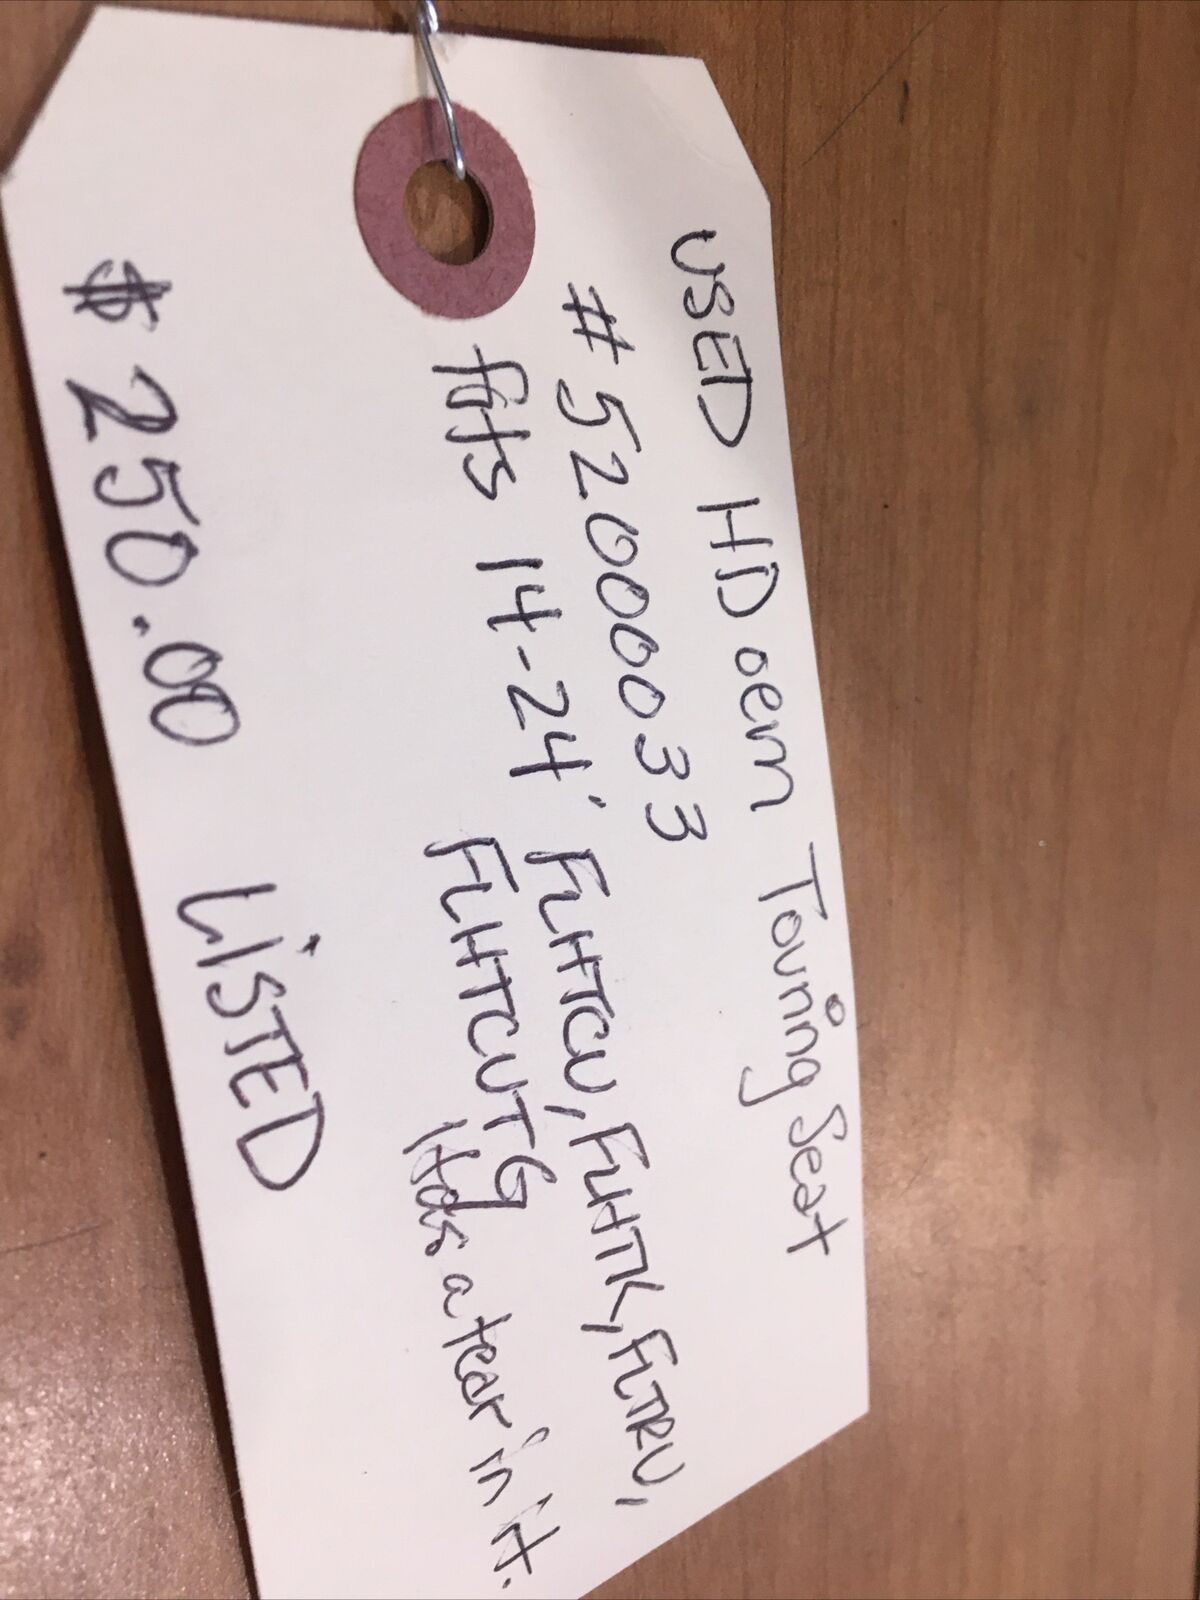 USED HD oem Touring Seat
#52000033
fits 14-24' FLHTCU, FLHTK, FLTRU,
FLHTCUTG
Has a tear in it.
$250.00 LiSTED